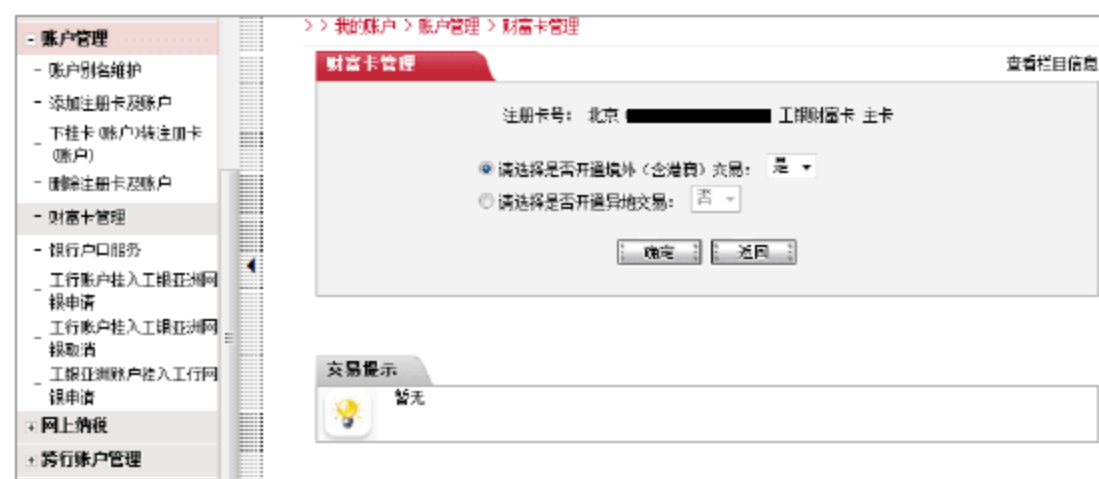 - 账户管理
- 账户别名维护
- 添加注册卡及账户
- 下挂卡(账户)转注册卡
(账户)
- 删除注册卡及账户
- 财富卡管理
- 银行户口服务
- 工行账户挂入工银亚洲网
银申请
- 工行账户挂入工银亚洲网
银取消
- 工银亚洲账户挂入工行网
银申请
+ 网上纳税
+ 跨行账户管理
> > 我的账户 > 账户管理 > 财富卡管理
财富卡管理
查看栏目信息
注册卡号: 北京 工银财富卡 主卡
请选择是否开通境外(含港商)交易: 是
请选择是否开通异地交易: 否
确定 返回
交易提示
暂无